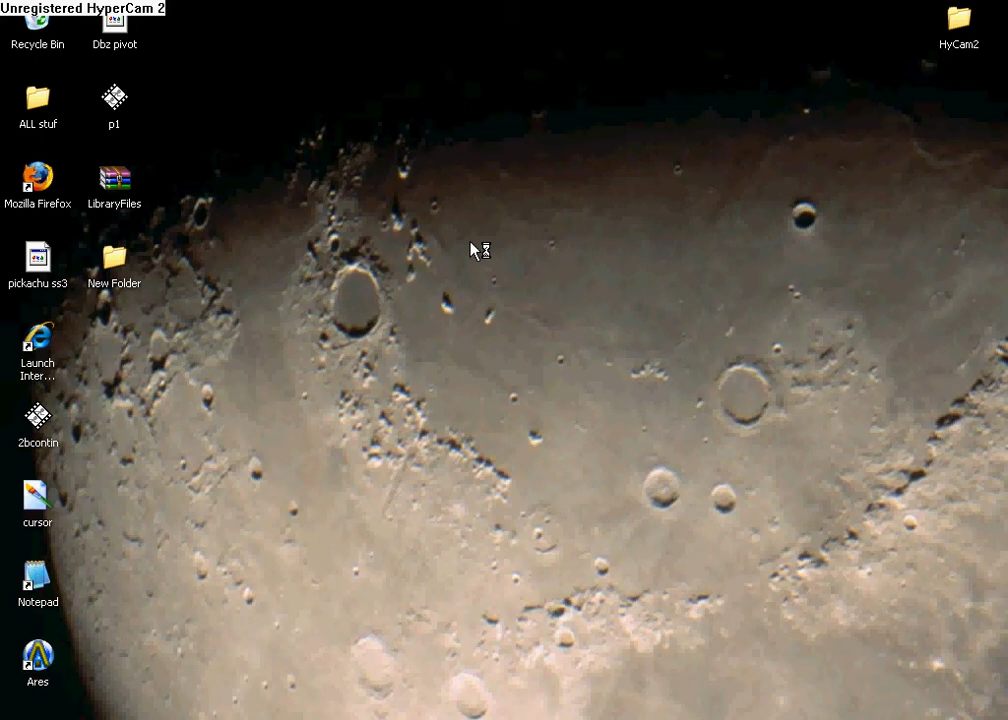 Unregistered HyperCam 2
Recycle Bin
Dbz pivot
HyCam2
ALL stuf
p1
Mozilla Firefox
LibraryFiles
pickachu ss3
New Folder
Launch
Inter...
2bcontin
cursor
Notepad
Ares